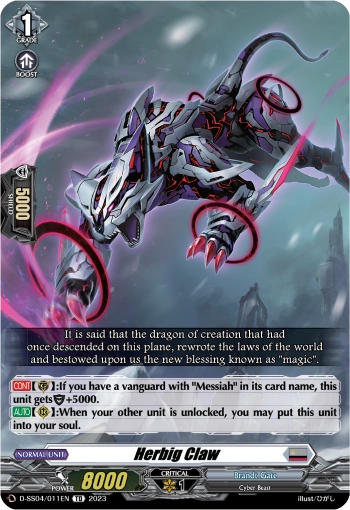 1
GRADE
BOOST
5000
SHIELD
It is said that the dragon of creation that had
once descended on this plane, rewrote the laws of the world
and bestowed upon us the new blessing known as "magic".
CONT【】:If you have a vanguard with "Messiah" in its card name, this
unit gets +5000.
AUTO【】:When your other unit is unlocked, you may put this unit
into your soul.
NORMAL UNIT
Herbig Claw
POWER 8000
CRITICAL
1
Brandt Gate
Cyber Beast
D-SS04/011EN TD 2023
illust/ひがし